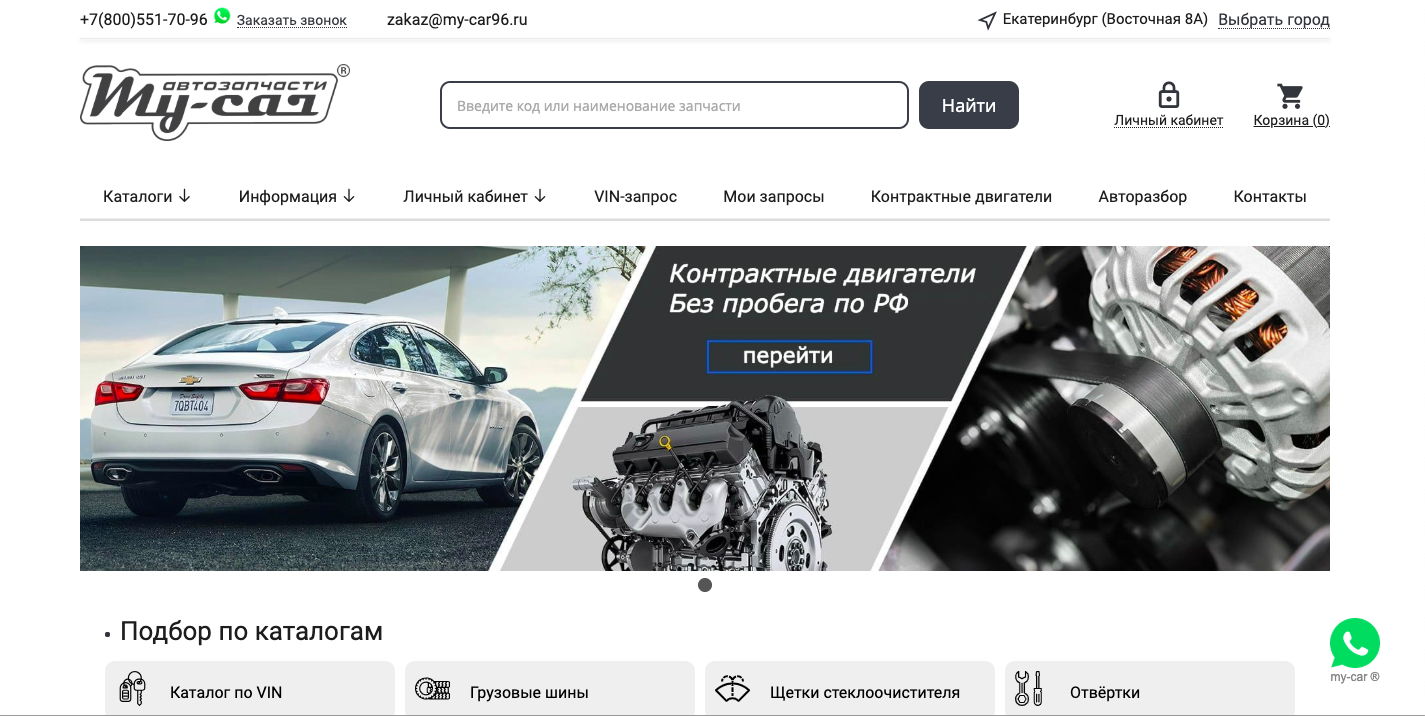 +7(800)551-70-96 Заказать звонок zakaz@my-car96.ru Екатеринбург (Восточная 8А) Выбрать город
автозапчасти ®
my-car
Введите код или наименование запчасти Найти
Личный кабинет Корзина (0)
Каталоги ↓ Информация ↓ Личный кабинет ↓ VIN-запрос Мои запросы Контрактные двигатели Авторазбор Контакты
Контрактные двигатели
Без пробега по РФ
перейти
7QBT404
• Подбор по каталогам
Каталог по VIN Грузовые шины Щетки стеклоочистителя Отвёртки
my-car ®